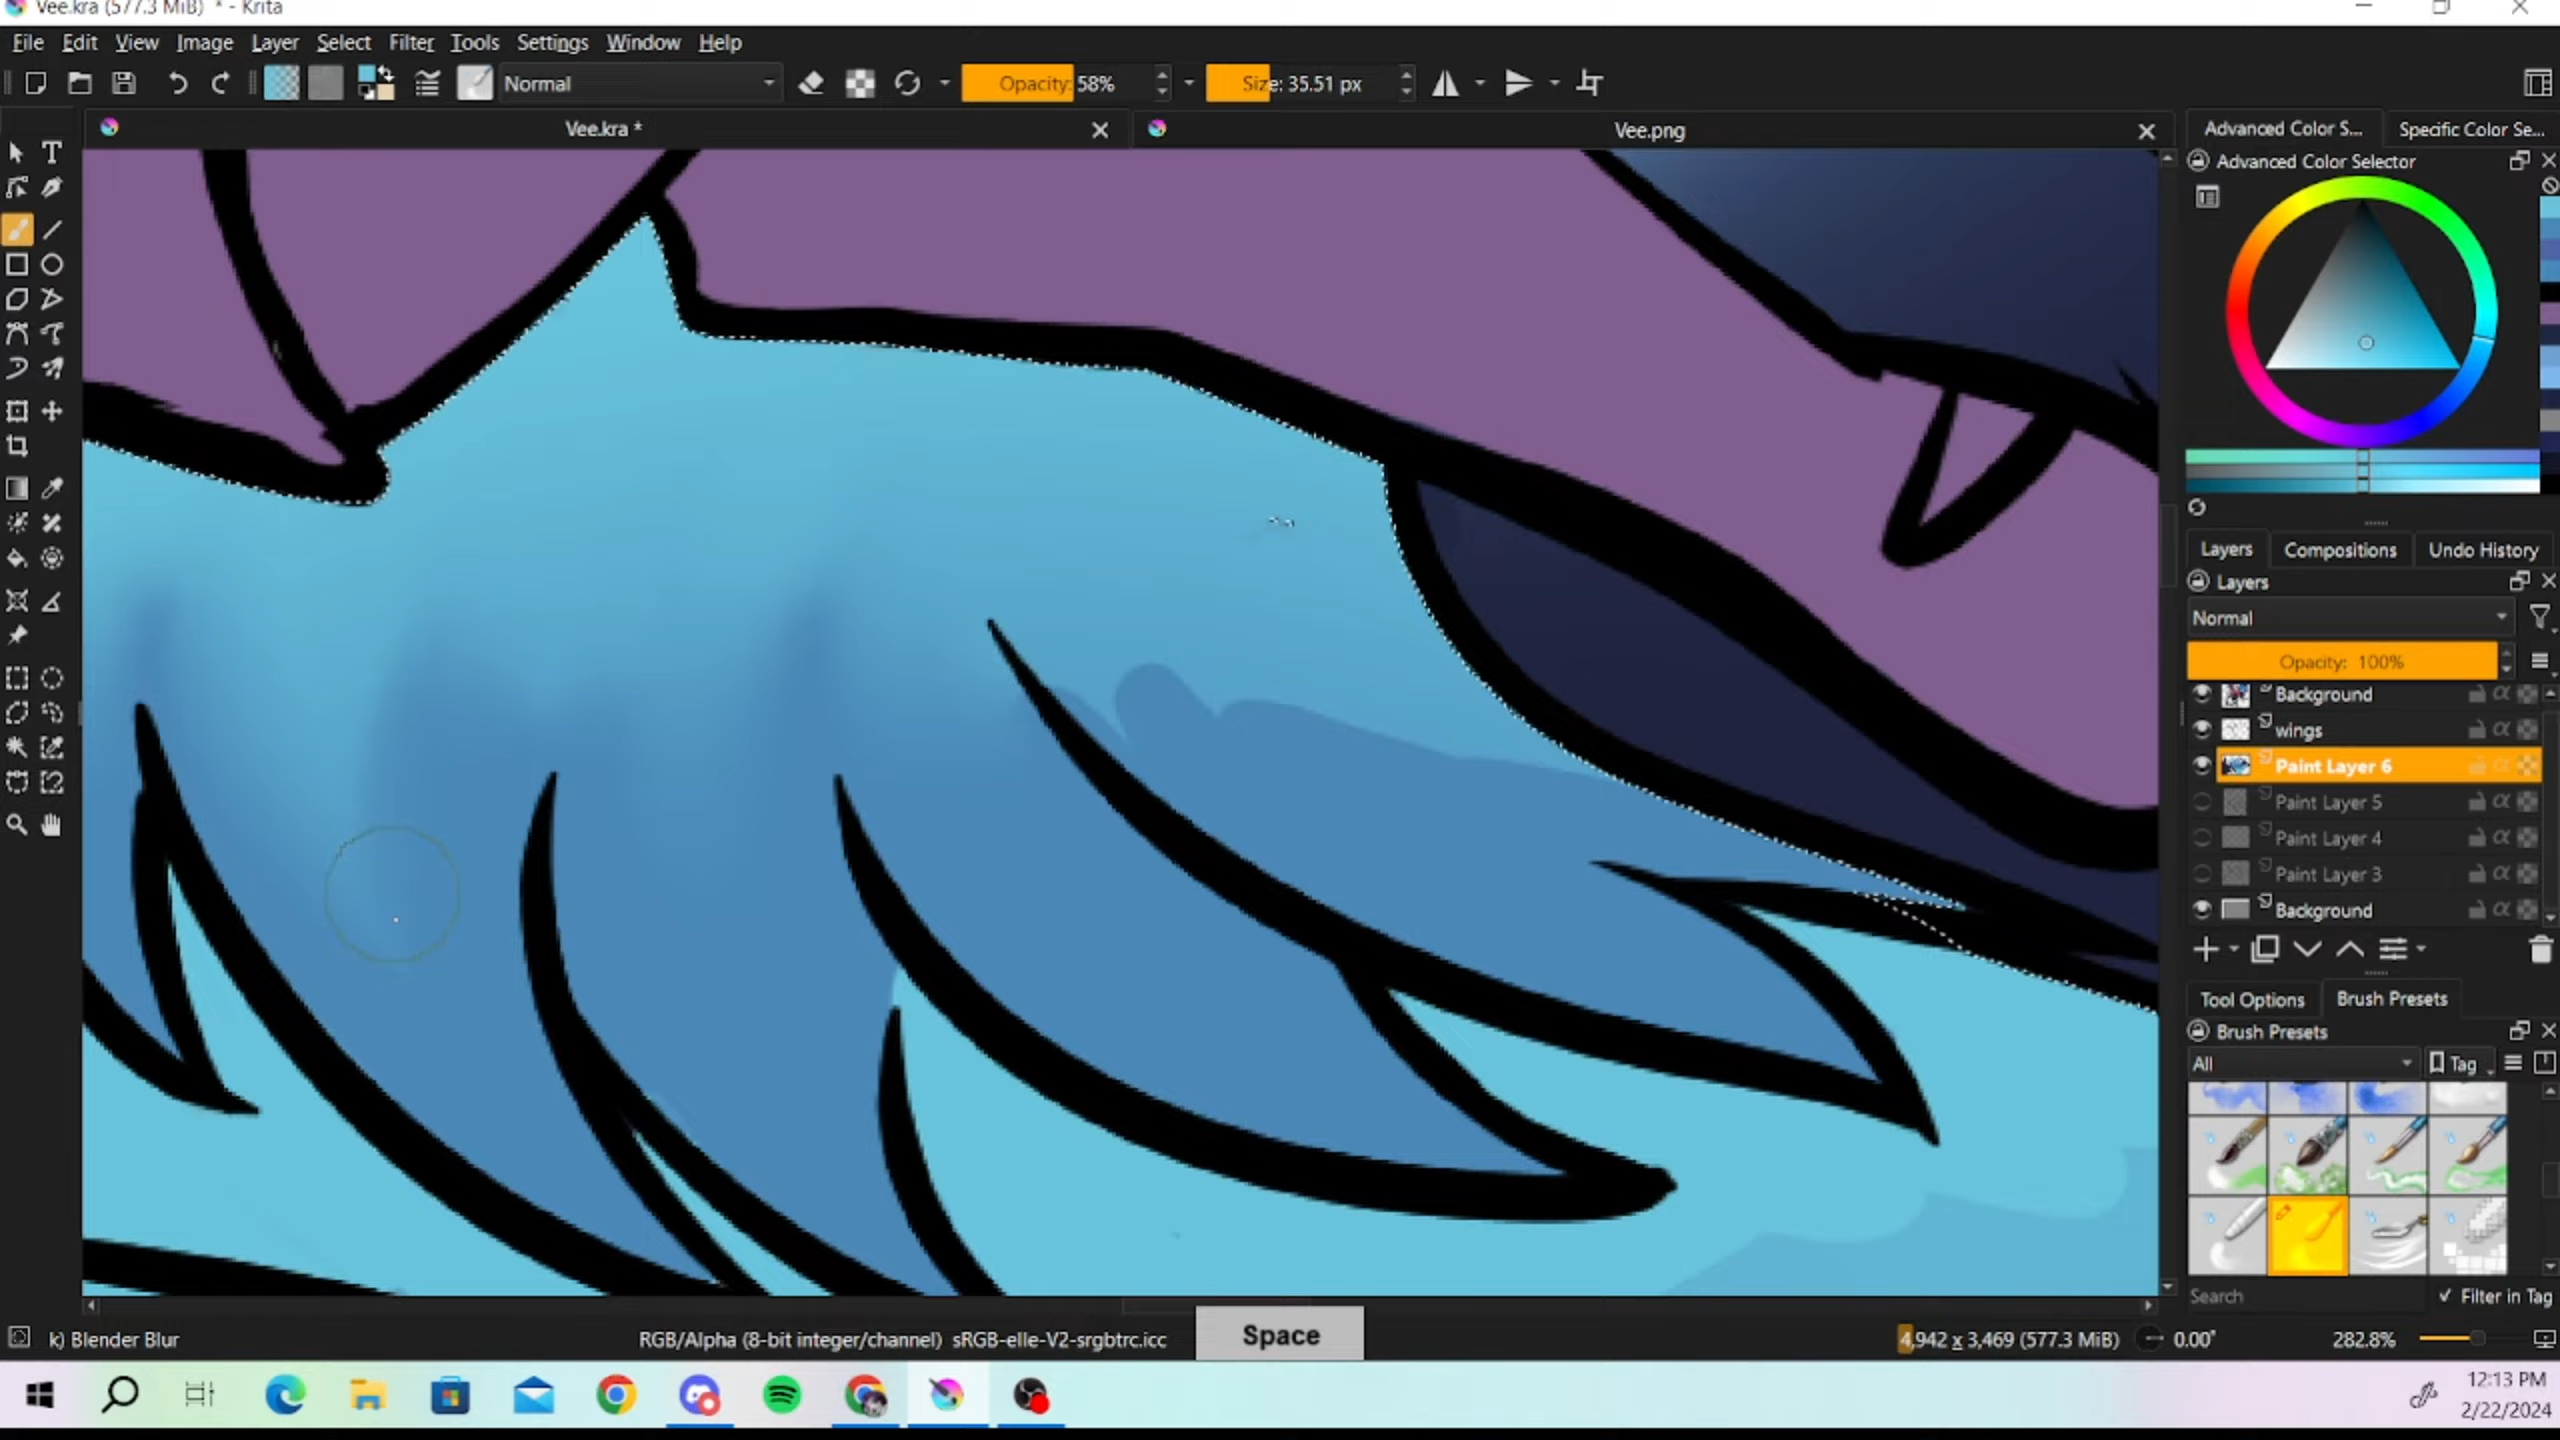 Vee.kra (577.3 MiB) * - Krita
File Edit View Image Layer Select Filter Tools Settings Window Help
Normal Opacity: 58% Size: 35.51 px
Vee.kra * Vee.png
Advanced Color S... Specific Color Se...
Advanced Color Selector
Layers Compositions Undo History
Layers
Normal
Opacity: 100%
Background
wings
Paint Layer 6
Paint Layer 5
Paint Layer 4
Paint Layer 3
Background
Tool Options Brush Presets
Brush Presets
All Tag
Search Filter in Tag
k) Blender Blur RGB/Alpha (8-bit integer/channel) sRGB-elle-V2-srgbtrc.icc Space 4,942 x 3,469 (577.3 MiB) 0.00° 282.8%
12:13 PM
2/22/2024